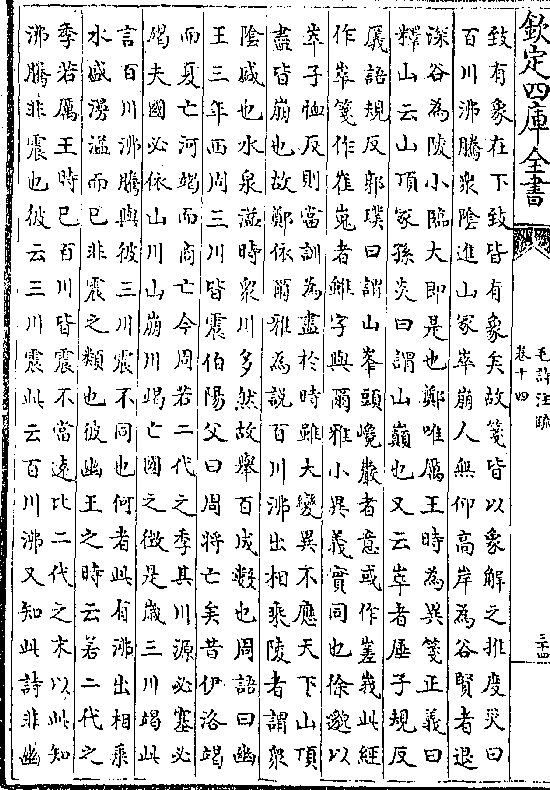 欽定四庫全書
毛詩注疏
卷十四
致有象在下致皆有象矣故箋皆以象解之推度災曰
百川沸騰衆陰進山冢崒崩人無仰高岸為谷賢者退
深谷為陵小臨大即是也鄭唯厲王時為異箋正義曰
釋山云山頂冢孫炎曰謂山巔也又云崒者厜子規反
㕒語規反郭璞曰謂山峯頭巉巖者意或作嵳峩此經
作崒箋作崔嵬者雖字與爾雅小異義實同也徐邈以
崒子恤反則當訓為盡於時雖大變異不應天下山頂
盡皆崩也故鄭依爾雅為說百川沸出相乘陵者謂衆
陰盛也水泉溢時衆川多然故舉百成數也周語曰幽
王三年西周三川皆震伯陽父曰周將亡矣昔伊洛竭
而夏亡河竭而商亡今周若二代之季其川源必塞必
竭夫國必依山川山崩川竭亡國之徴是歲三川竭此
言百川沸騰與彼三川震不同也何者此有沸出相乘
水盛湧溢而已非震之類也彼幽王之時云若二代之
季若厲王時已百川皆震不當遠比二代之末以此知
沸騰非震也彼云三川震此云百川沸又知此詩非幽